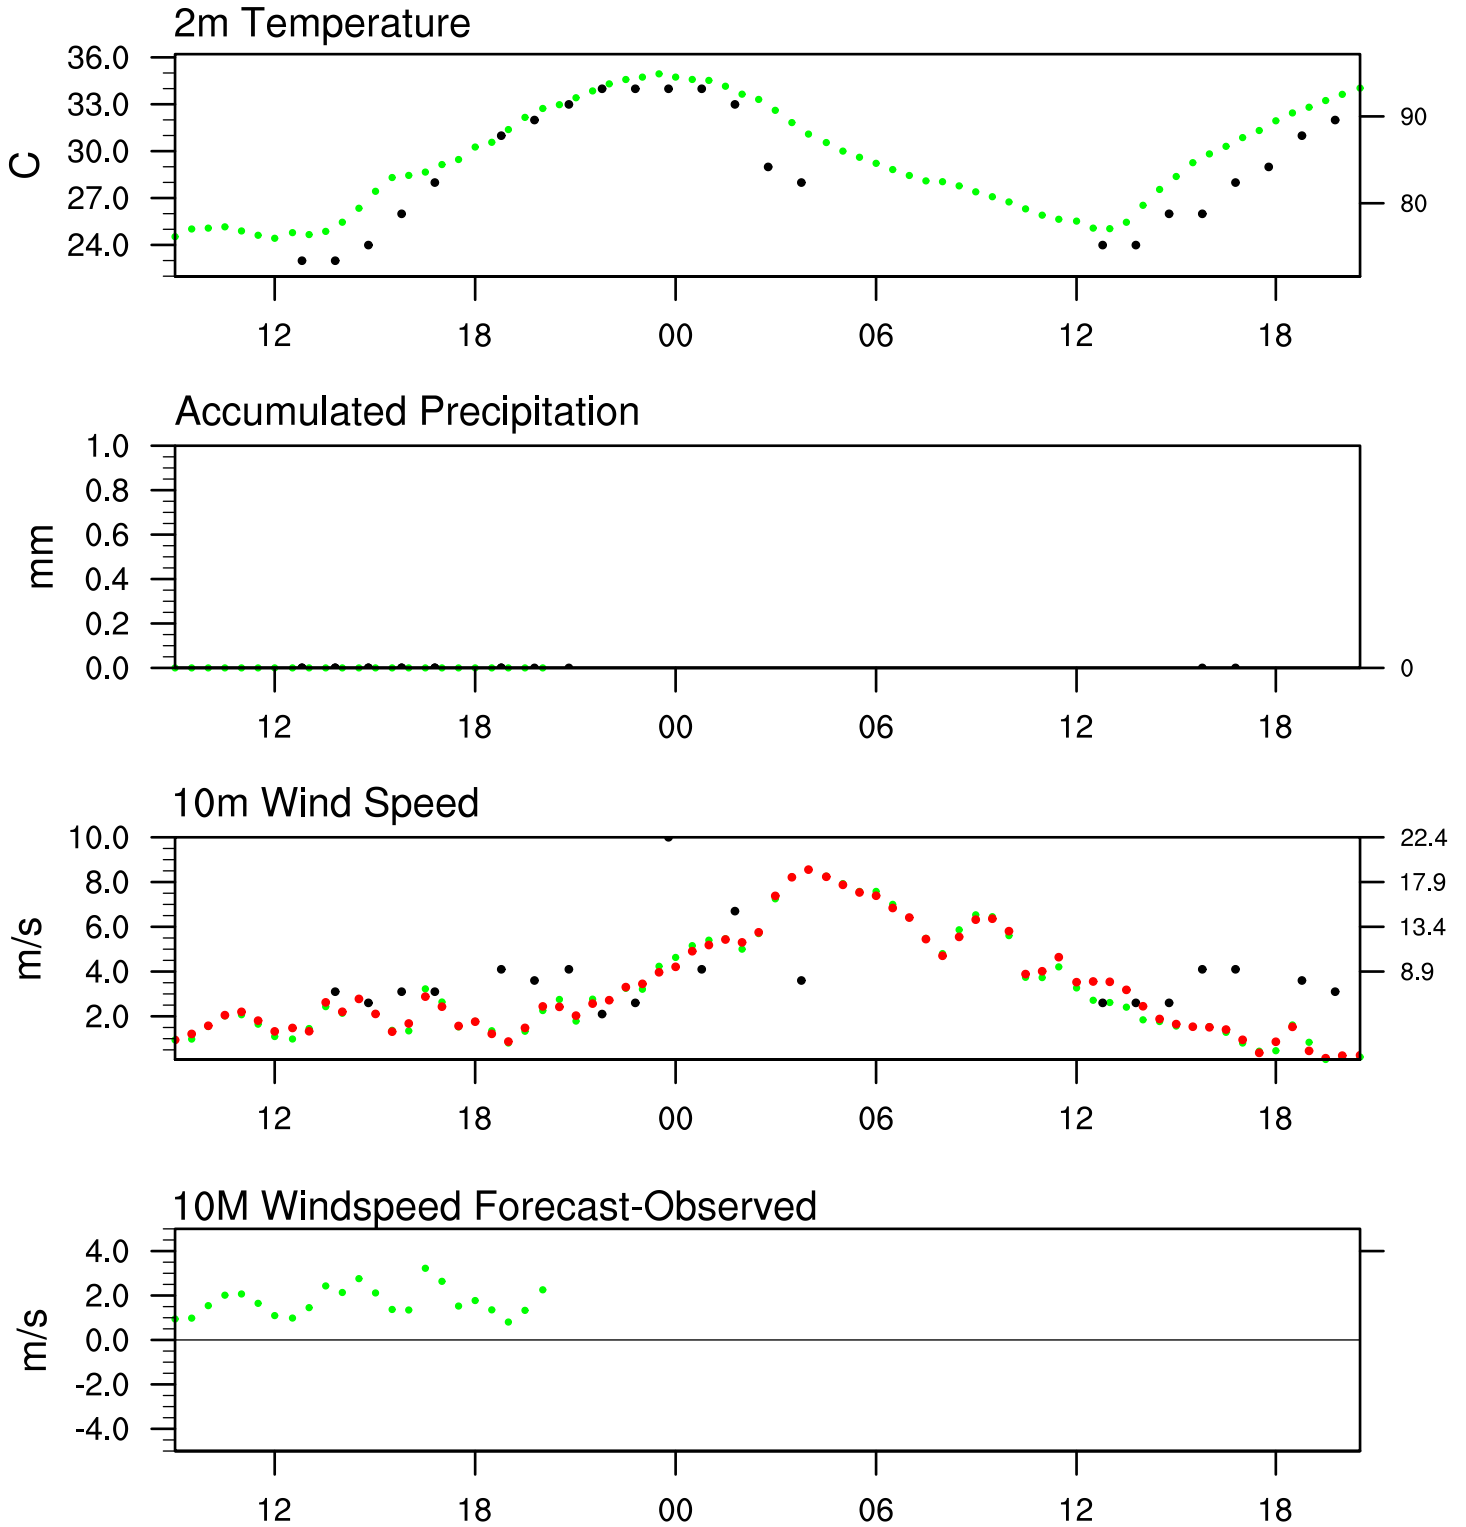 2m Temperature
36.0
33.0
30.0
27.0
24.0
C
90
80
12 18 00 06 12 18
Accumulated Precipitation
1.0
0.8
0.6
0.4
0.2
0.0
mm
0
12 18 00 06 12 18
10m Wind Speed
10.0
8.0
6.0
4.0
2.0
m/s
22.4
17.9
13.4
8.9
12 18 00 06 12 18
10M Windspeed Forecast-Observed
4.0
2.0
0.0
-2.0
-4.0
m/s
12 18 00 06 12 18